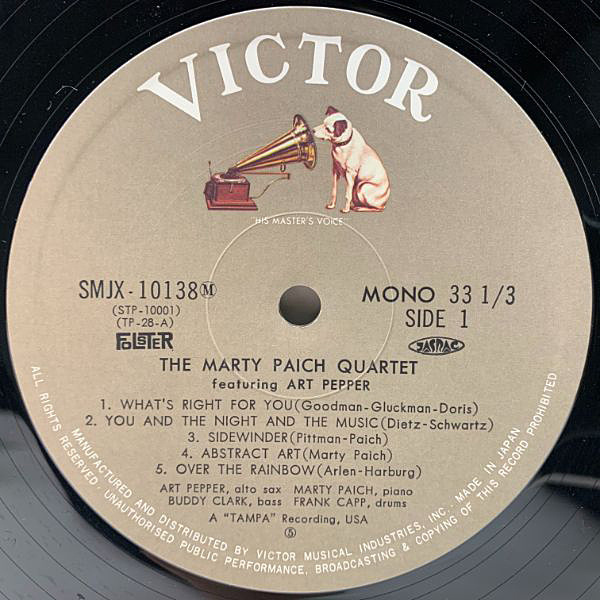 VICTOR
"HIS MASTER'S VOICE"
SMJX-10138Ⓜ
(STP-10001)
(TP-28-A)
FOLSTER
MONO 33 1/3
SIDE 1
JASRAC
THE MARTY PAICH QUARTET
featuring ART PEPPER
1. WHAT'S RIGHT FOR YOU(Goodman-Gluckman-Doris)
2. YOU AND THE NIGHT AND THE MUSIC(Dietz-Schwartz)
3. SIDEWINDER(Pittman-Paich)
4. ABSTRACT ART(Marty Paich)
5. OVER THE RAINBOW(Arlen-Harburg)
ART PEPPER, alto sax MARTY PAICH, piano
BUDDY CLARK, bass FRANK CAPP, drums
A "TAMPA" Recording, USA
Ⓢ
MANUFACTURED AND DISTRIBUTED BY VICTOR MUSICAL INDUSTRIES, INC. MADE IN JAPAN
ALL RIGHTS RESERVED. UNAUTHORISED PUBLIC PERFORMANCE, BROADCASTING & COPYING OF THIS RECORD PROHIBITED